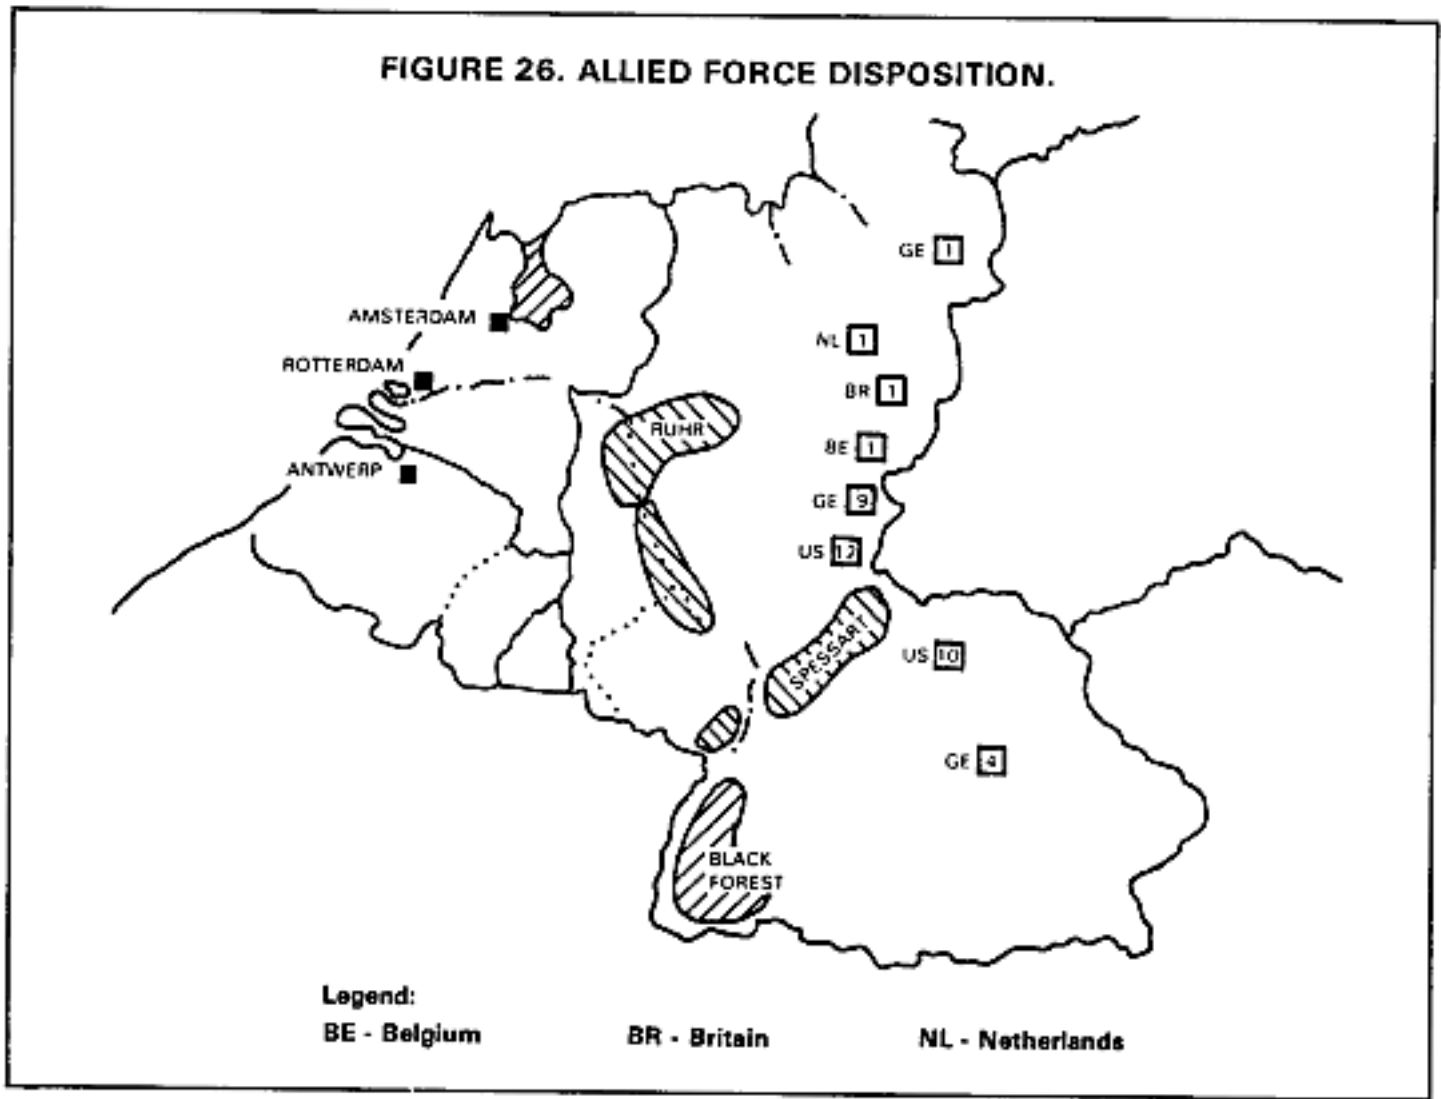 FIGURE 26. ALLIED FORCE DISPOSITION.
GE 1
AMSTERDAM
NL 1
ROTTERDAM
BR 1
RUHR
BE 1
ANTWERP
GE 9
US
SPESSART
US 10
GE 4
BLACK
FOREST
Legend:
BE - Belgium
BR - Britain
NL - Netherlands